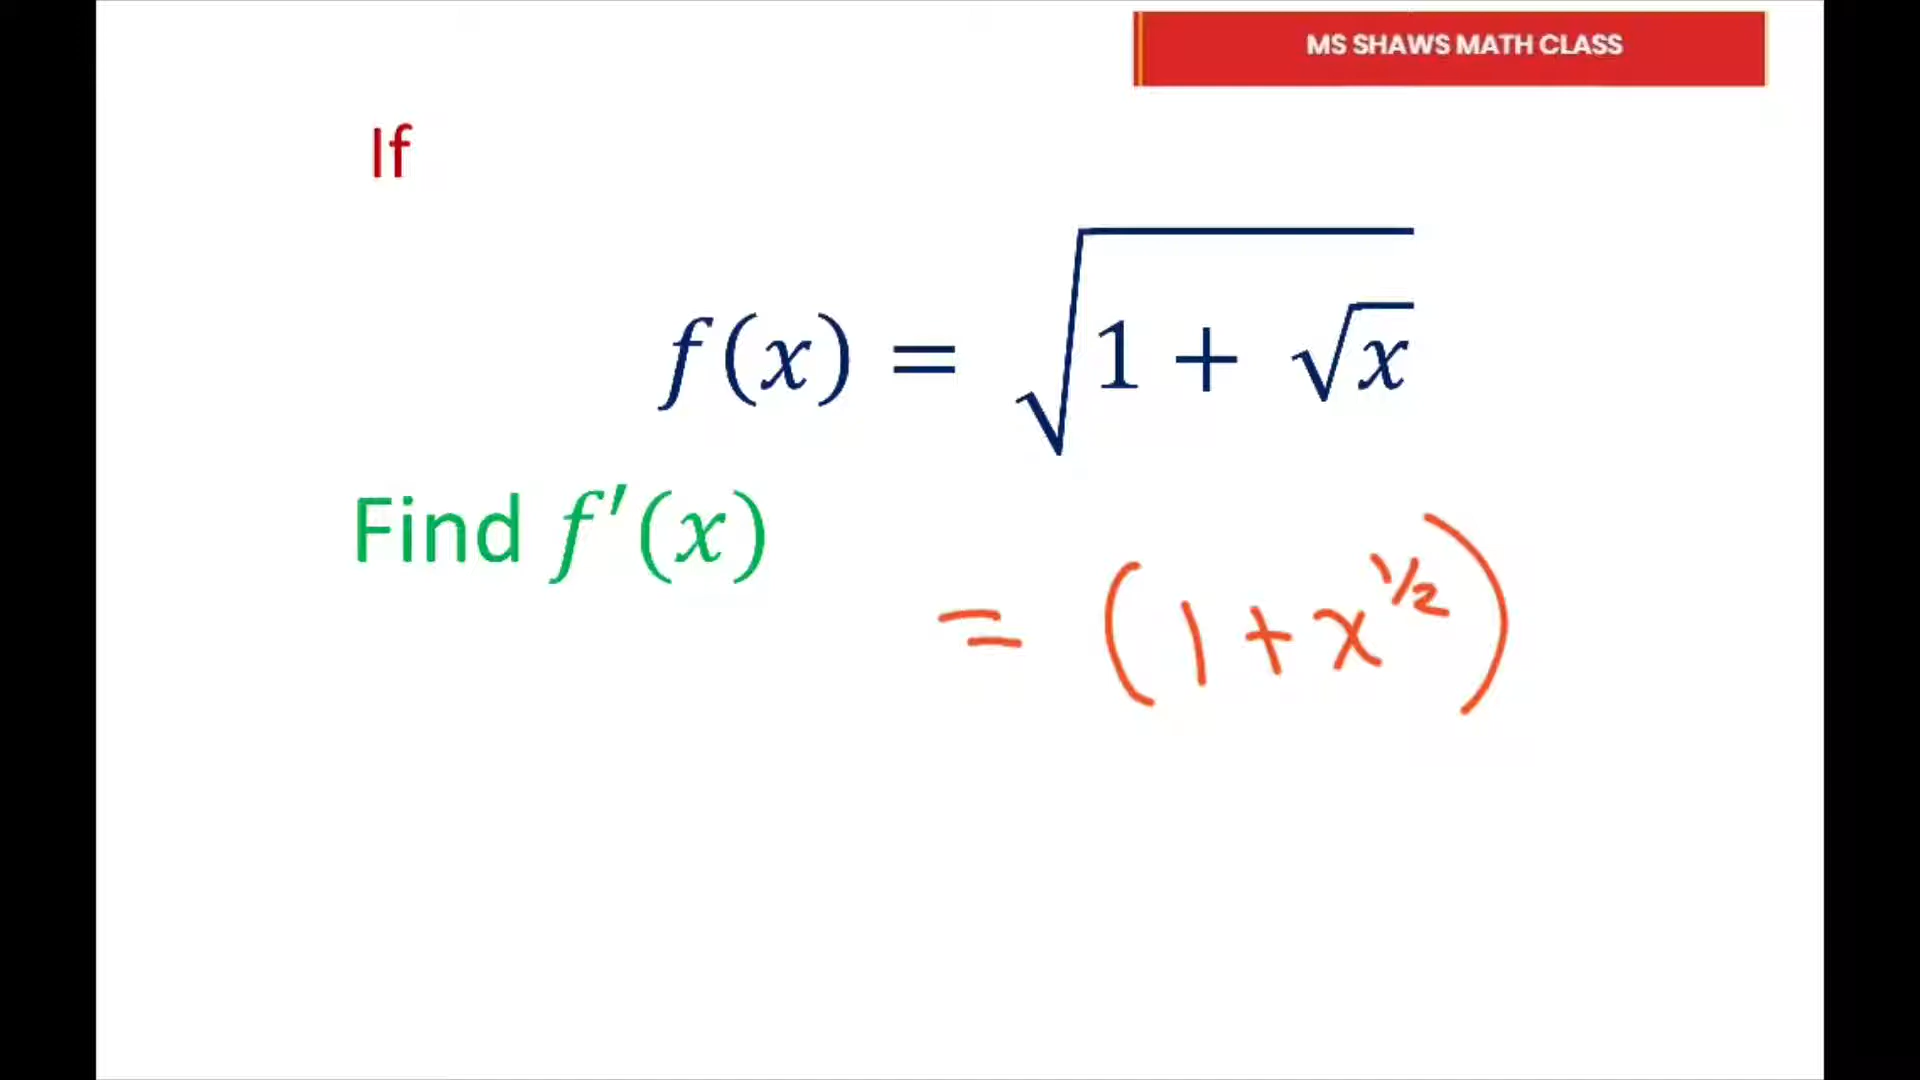 MS SHAWS MATH CLASS
If
f(x) = √(1 + √x)
Find f′(x)
= (1 + x^½)